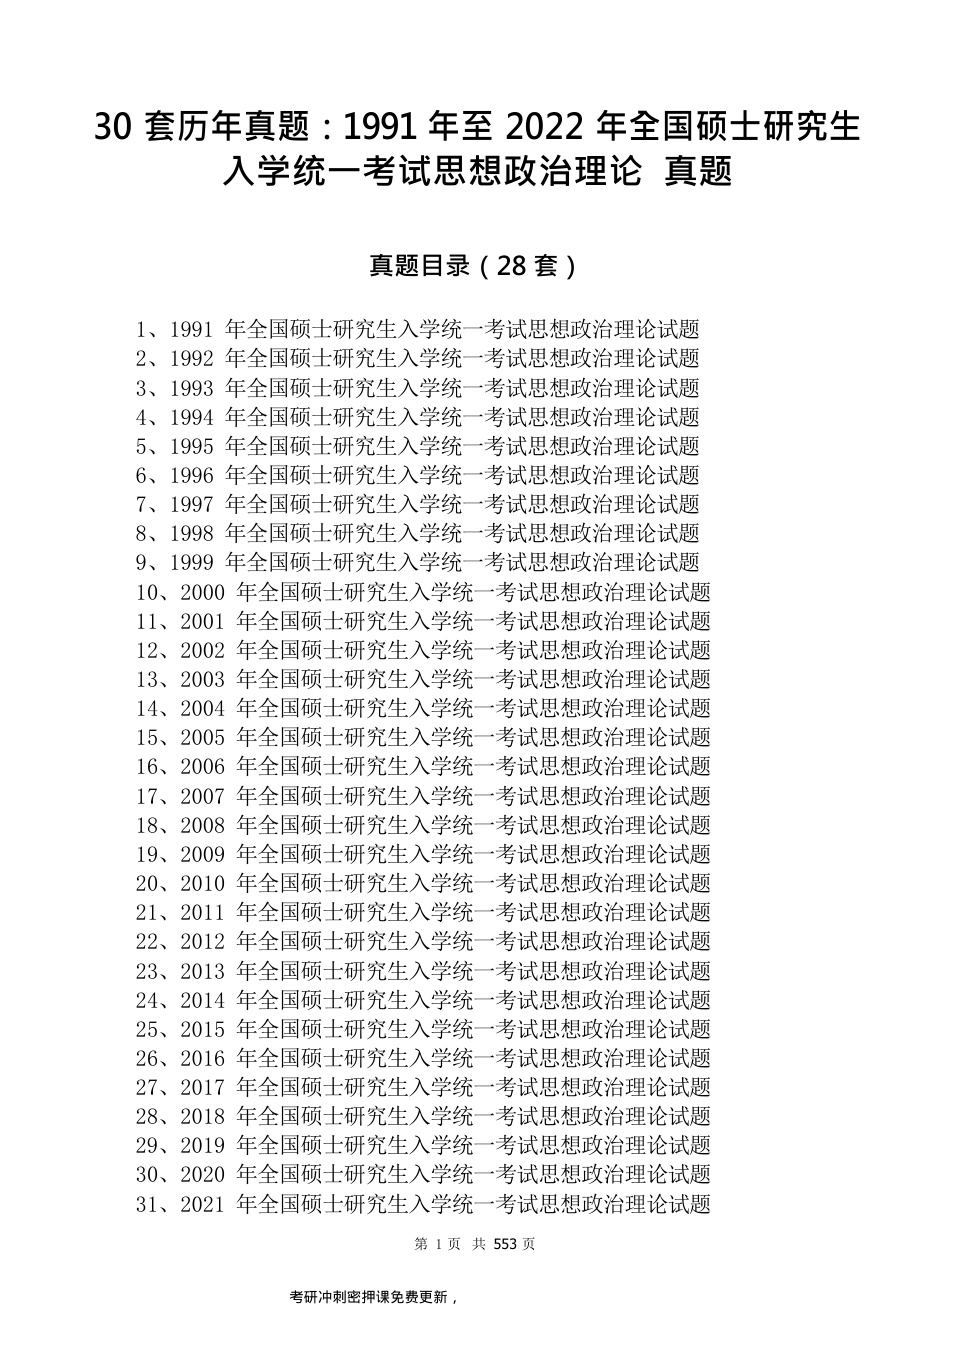 30 套历年真题：1991 年至 2022 年全国硕士研究生
入学统一考试思想政治理论 真题
真题目录（28 套）
1、1991 年全国硕士研究生入学统一考试思想政治理论试题
2、1992 年全国硕士研究生入学统一考试思想政治理论试题
3、1993 年全国硕士研究生入学统一考试思想政治理论试题
4、1994 年全国硕士研究生入学统一考试思想政治理论试题
5、1995 年全国硕士研究生入学统一考试思想政治理论试题
6、1996 年全国硕士研究生入学统一考试思想政治理论试题
7、1997 年全国硕士研究生入学统一考试思想政治理论试题
8、1998 年全国硕士研究生入学统一考试思想政治理论试题
9、1999 年全国硕士研究生入学统一考试思想政治理论试题
10、2000 年全国硕士研究生入学统一考试思想政治理论试题
11、2001 年全国硕士研究生入学统一考试思想政治理论试题
12、2002 年全国硕士研究生入学统一考试思想政治理论试题
13、2003 年全国硕士研究生入学统一考试思想政治理论试题
14、2004 年全国硕士研究生入学统一考试思想政治理论试题
15、2005 年全国硕士研究生入学统一考试思想政治理论试题
16、2006 年全国硕士研究生入学统一考试思想政治理论试题
17、2007 年全国硕士研究生入学统一考试思想政治理论试题
18、2008 年全国硕士研究生入学统一考试思想政治理论试题
19、2009 年全国硕士研究生入学统一考试思想政治理论试题
20、2010 年全国硕士研究生入学统一考试思想政治理论试题
21、2011 年全国硕士研究生入学统一考试思想政治理论试题
22、2012 年全国硕士研究生入学统一考试思想政治理论试题
23、2013 年全国硕士研究生入学统一考试思想政治理论试题
24、2014 年全国硕士研究生入学统一考试思想政治理论试题
25、2015 年全国硕士研究生入学统一考试思想政治理论试题
26、2016 年全国硕士研究生入学统一考试思想政治理论试题
27、2017 年全国硕士研究生入学统一考试思想政治理论试题
28、2018 年全国硕士研究生入学统一考试思想政治理论试题
29、2019 年全国硕士研究生入学统一考试思想政治理论试题
30、2020 年全国硕士研究生入学统一考试思想政治理论试题
31、2021 年全国硕士研究生入学统一考试思想政治理论试题
第 1 页 共 553 页
考研冲刺密押课免费更新，